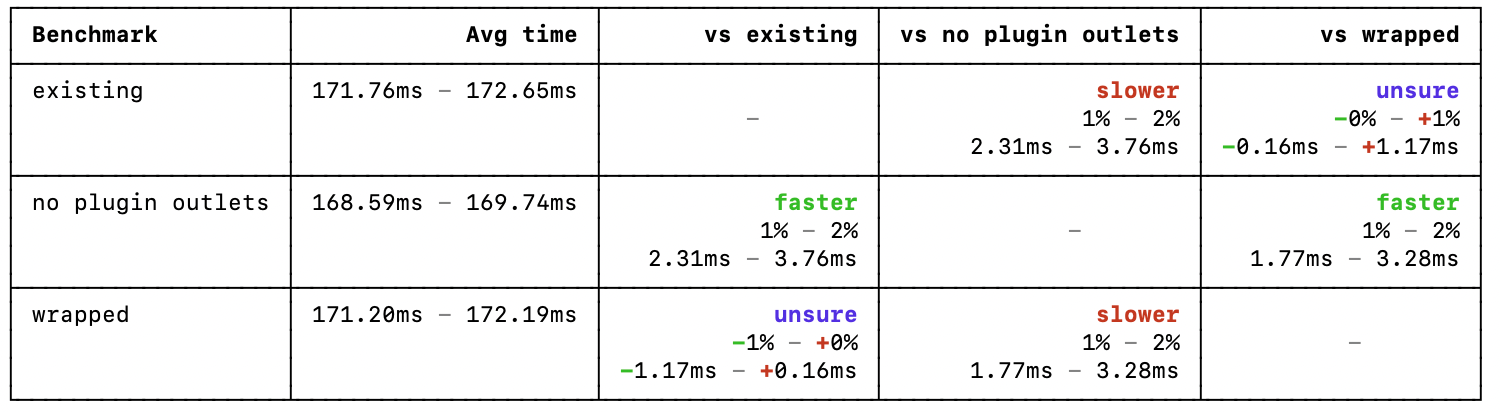 Benchmark Avg time vs existing vs no plugin outlets vs wrapped
existing 171.76ms – 172.65ms slower unsure
– 1% – 2% -0% – +1%
2.31ms – 3.76ms -0.16ms – +1.17ms
no plugin outlets 168.59ms – 169.74ms faster faster
1% – 2% – 1% – 2%
2.31ms – 3.76ms 1.77ms – 3.28ms
wrapped 171.20ms – 172.19ms unsure slower
-1% – +0% 1% – 2% –
-1.17ms – +0.16ms 1.77ms – 3.28ms